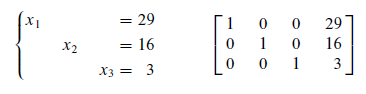 x1 = 29 1 0 0 29
x2 = 16 0 1 0 16
x3 = 3 0 0 1 3